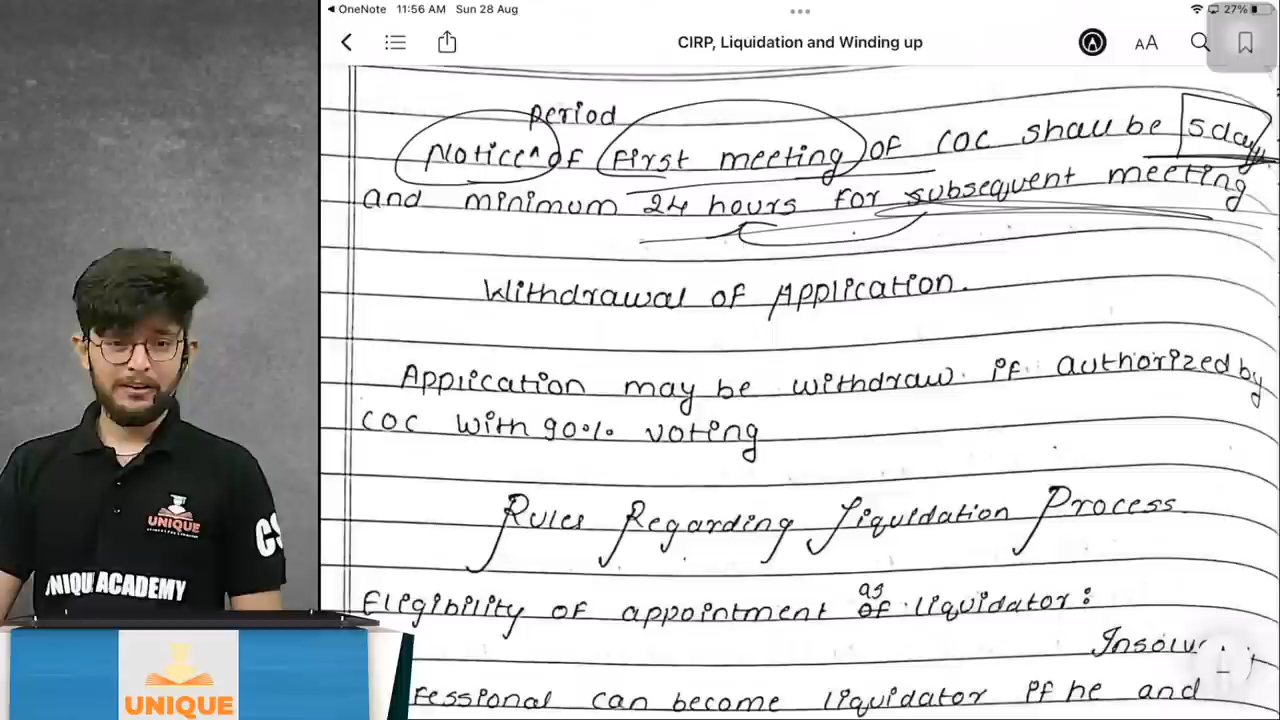 OneNote 11:56 AM Sun 28 Aug
27%
CIRP, Liquidation and Winding up
AA
period
Notice^ of First meeting of COC shall be 5 day
and minimum 24 hours for subsequent meeting
Withdrawal of Application.
Application may be withdraw if authorized by
COC with 90% voting
Rules Regarding Liquidation Process
as
Eligibility of appointment of liquidator:
Insolv
fessional can become liquidator if he and
UNIQUE
CS
UNIQUE ACADEMY
UNIQUE